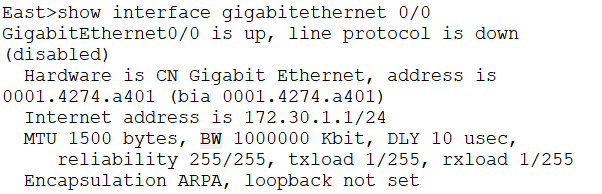 East>show interface gigabitethernet 0/0
GigabitEthernet0/0 is up, line protocol is down
(disabled)
  Hardware is CN Gigabit Ethernet, address is
0001.4274.a401 (bia 0001.4274.a401)
  Internet address is 172.30.1.1/24
  MTU 1500 bytes, BW 1000000 Kbit, DLY 10 usec,
     reliability 255/255, txload 1/255, rxload 1/255
  Encapsulation ARPA, loopback not set